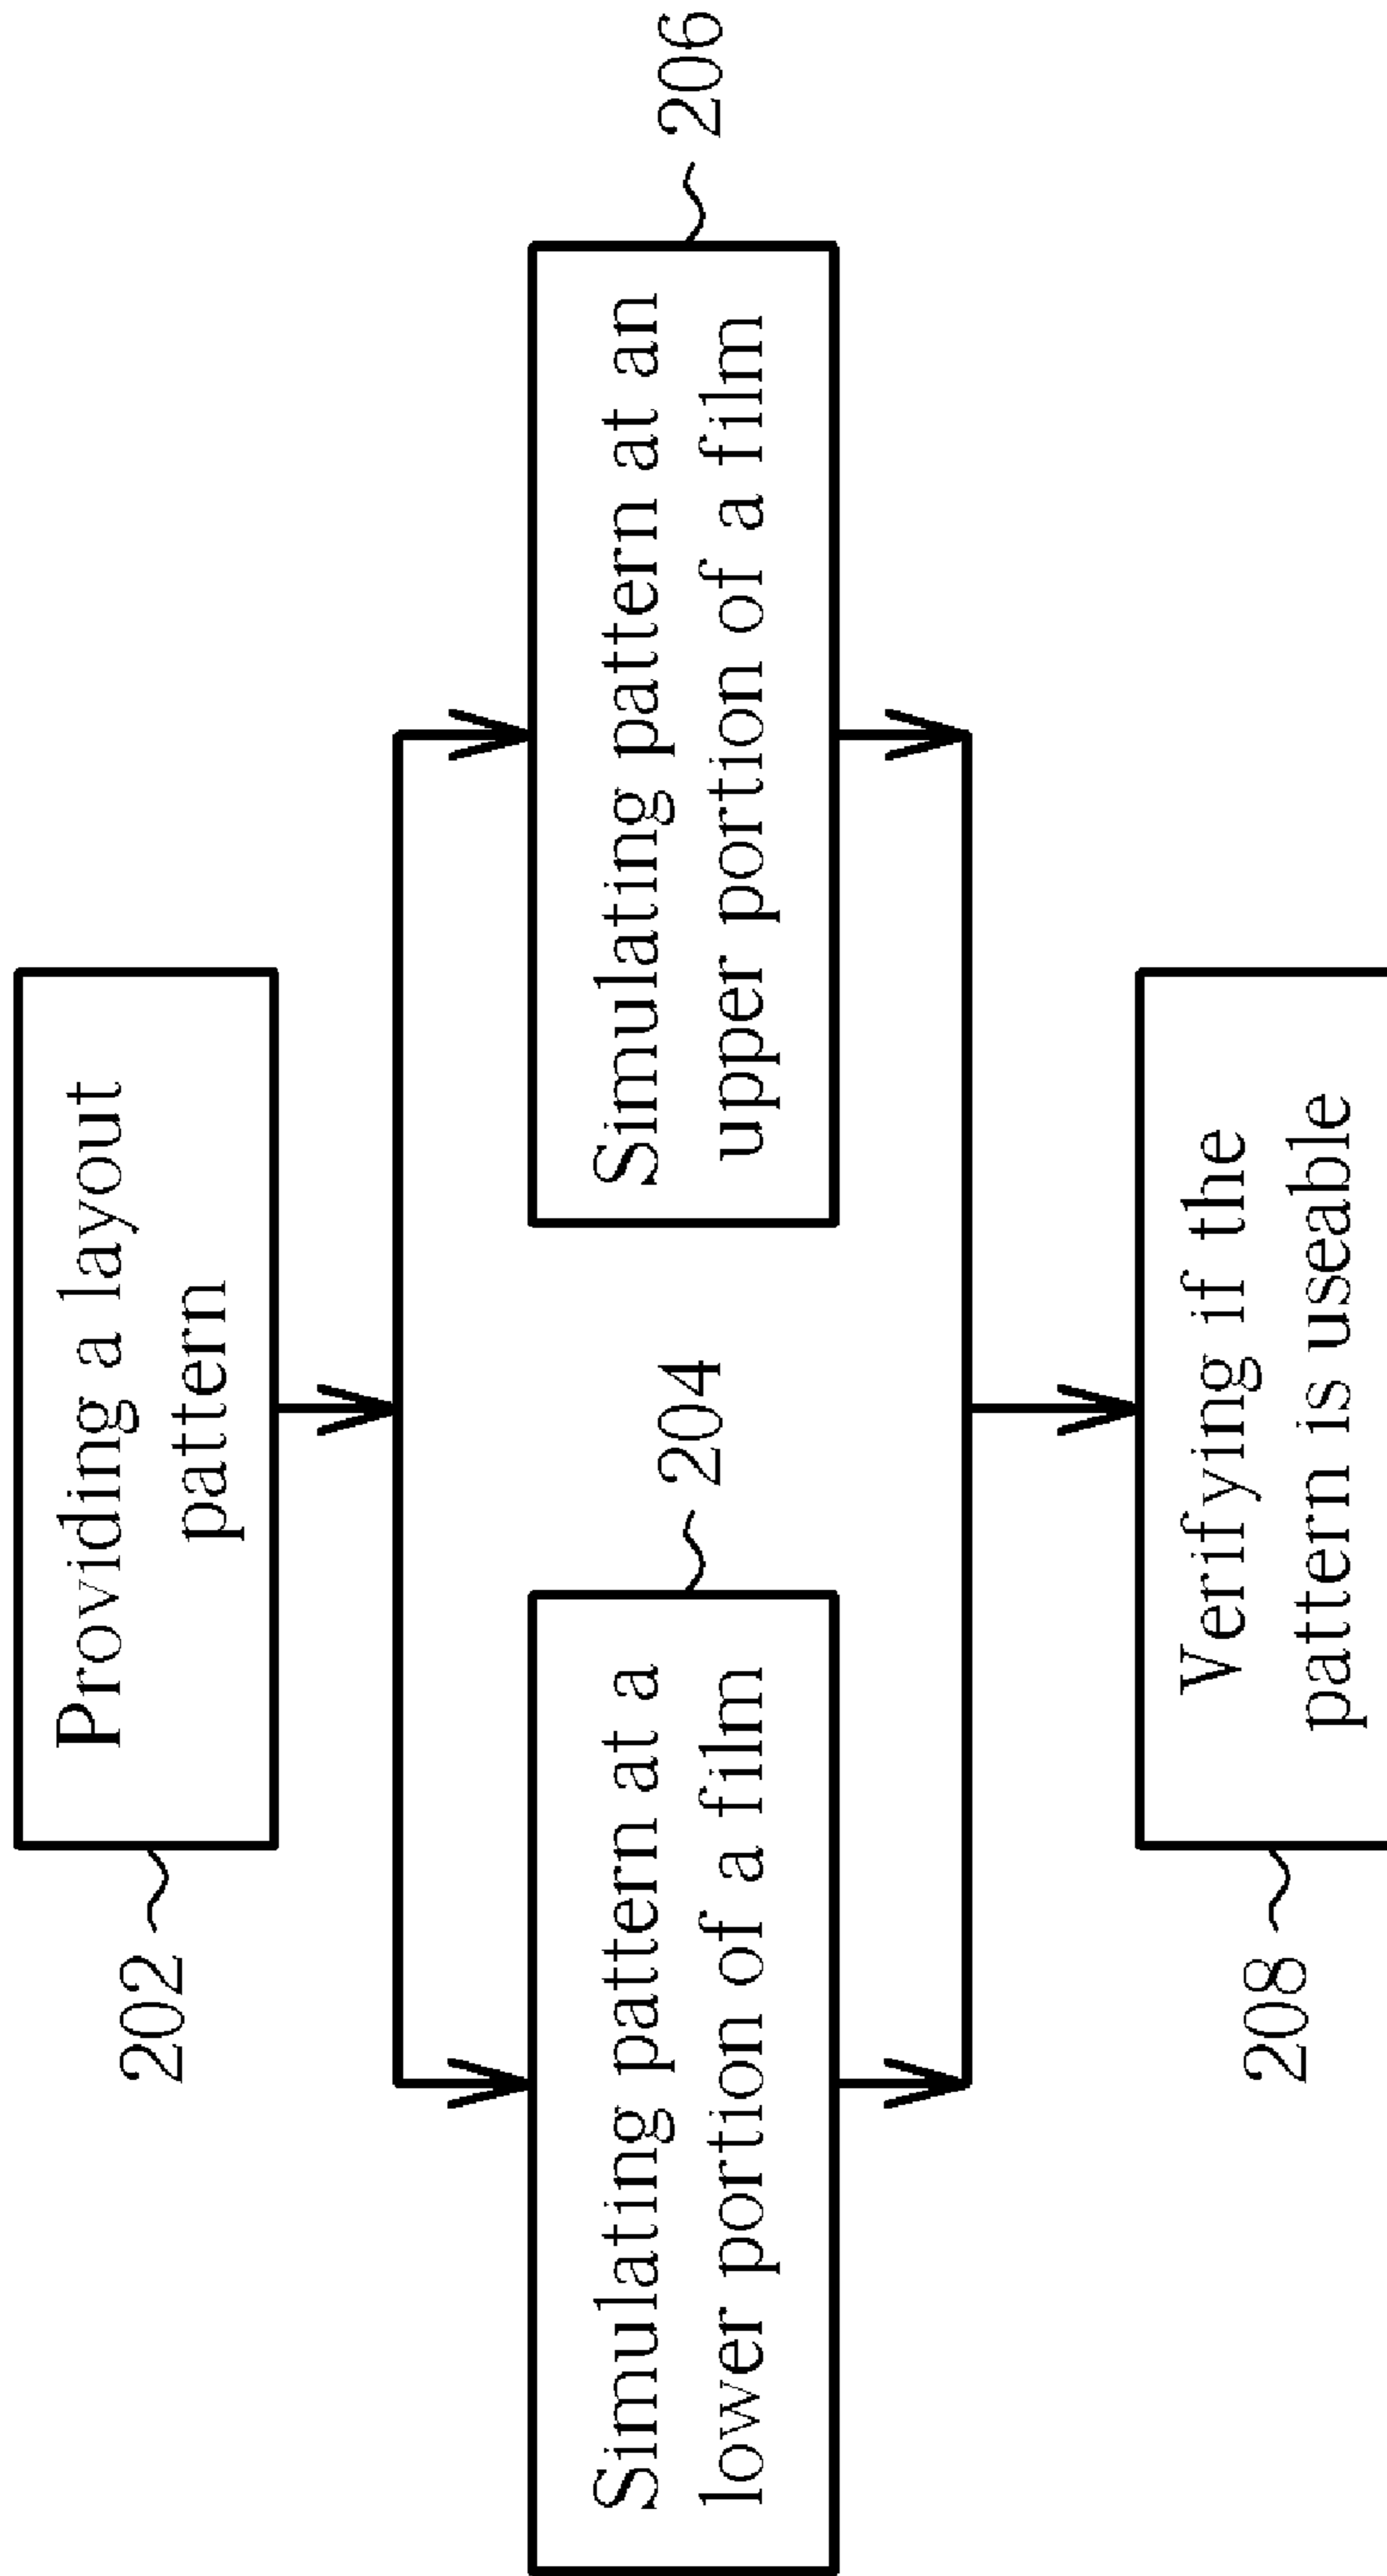 202
Providing a layout
pattern
Simulating pattern at a
lower portion of a film
204
Simulating pattern at an
upper portion of a film
206
208
Verifying if the
pattern is useable